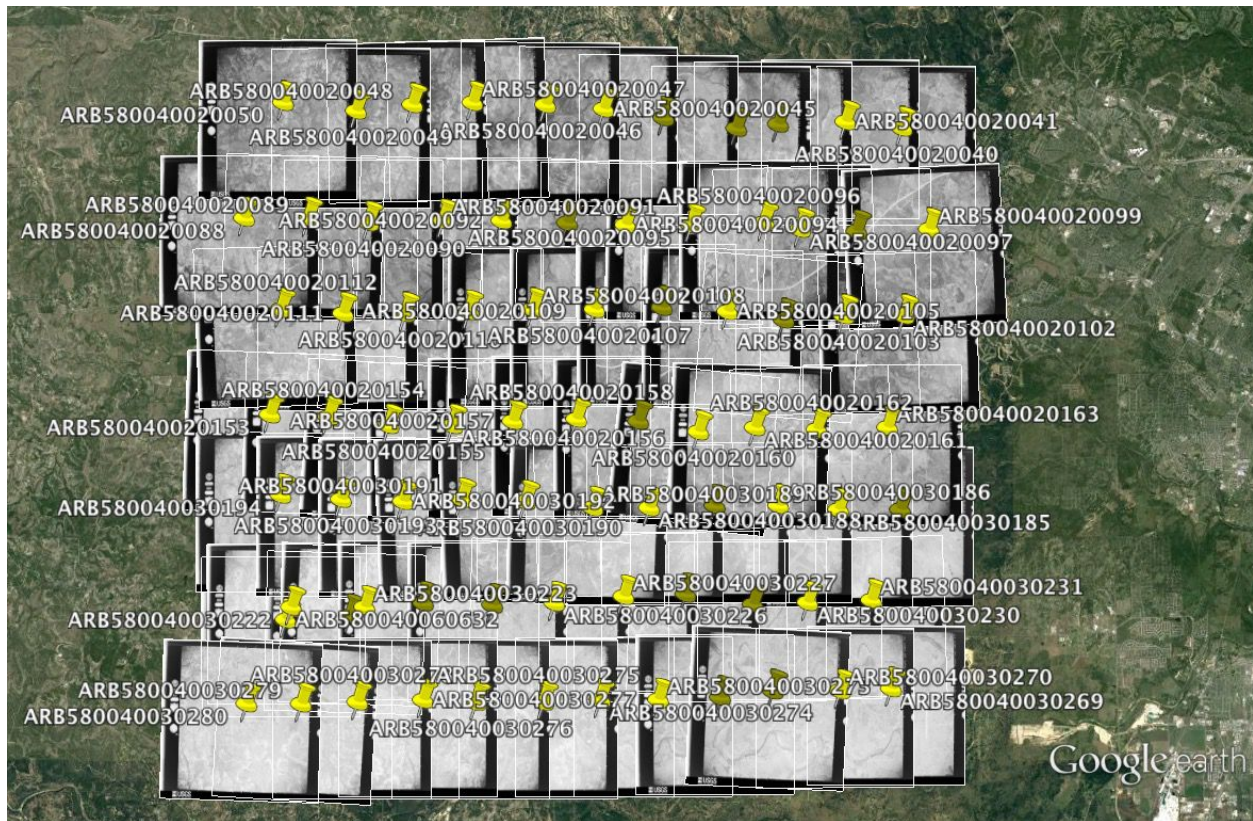 ARB580040020048
ARB580040020047
ARB580040020050
ARB580040020045
ARB580040020041
ARB580040020049
ARB580040020046
ARB580040020040
ARB580040020096
ARB580040020089
ARB580040020091
ARB580040020092
ARB580040020094
ARB580040020099
ARB580040020088
ARB580040020095
ARB580040020097
ARB580040020090
ARB580040020112
ARB580040020108
ARB580040020111
ARB580040020109
ARB580040020105
ARB580040020102
ARB580040020107
ARB580040020103
ARB580040020154
ARB580040020158
ARB580040020162
ARB580040020163
ARB580040020153
ARB580040020157
ARB580040020156
ARB580040020161
ARB580040020155
ARB580040020160
ARB580040030191
ARB580040030192
ARB580040030189
ARB580040030186
ARB580040030194
ARB580040030193
ARB580040030190
ARB580040030188
ARB580040030185
ARB580040030227
ARB580040030231
ARB580040030223
ARB580040030222
ARB580040060632
ARB580040030226
ARB580040030230
ARB580040030275
ARB580040030270
ARB580040030279
ARB580040030273
ARB580040030277
ARB580040030269
ARB580040030280
ARB580040030274
ARB580040030276
Google earth
USGS